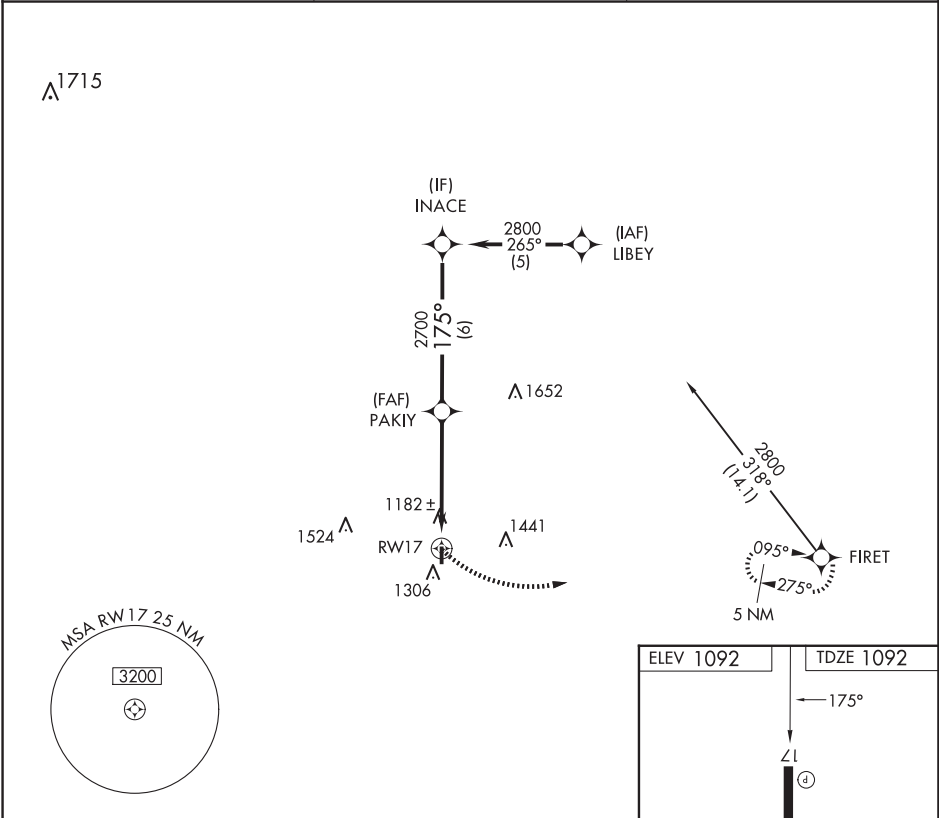 1715
(IF)
INACE
2800
265°
(5)
(IAF)
LIBEY
2700
175°
(6)
(FAF)
PAKIY
1652
2800
318°
(14.1)
1182 ±
1524
1441
RW17
1306
095°
275°
FIRET
5 NM
MSA RW17 25 NM
3200
ELEV 1092
TDZE 1092
175°
17
P